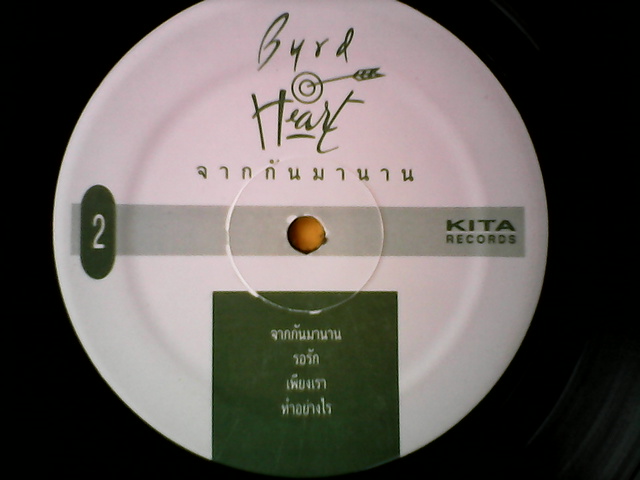 Byrd
Heart
จากกันมานาน
2
KITA
RECORDS
จากกันมานาน
รอรัก
เพียงเรา
ทำอย่างไร